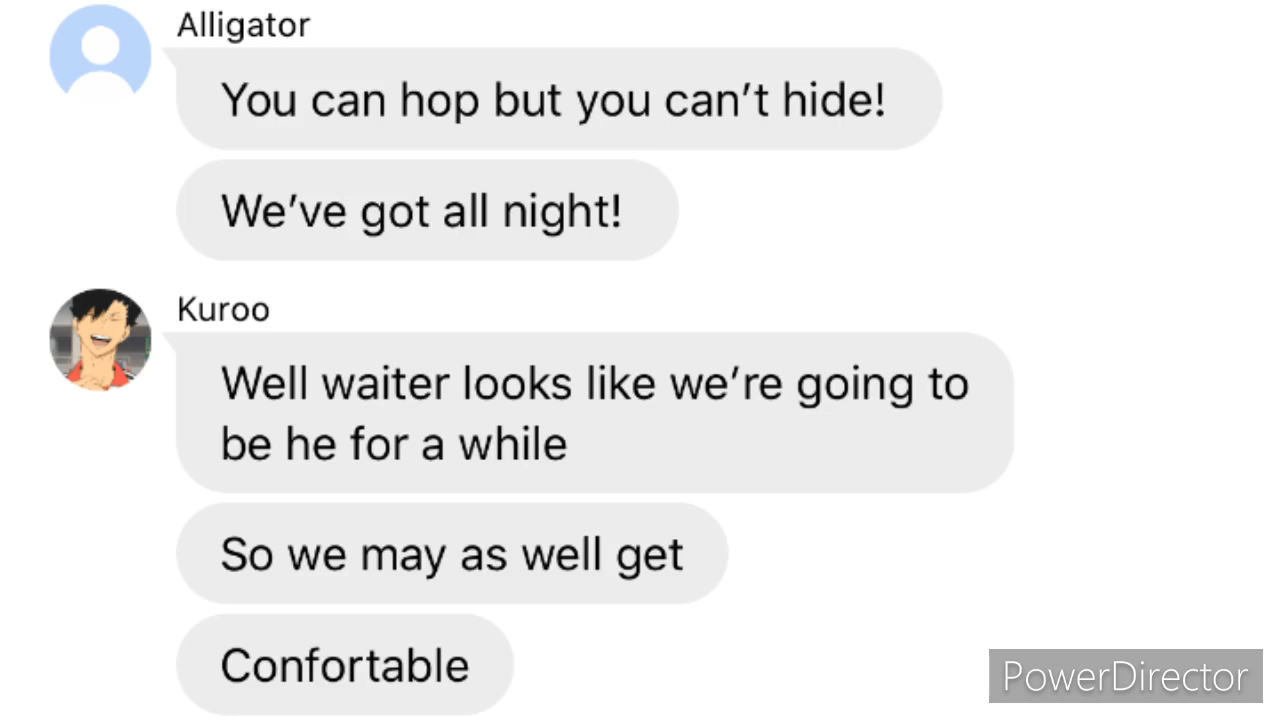 Alligator
You can hop but you can’t hide!
We’ve got all night!
Kuroo
Well waiter looks like we’re going to
be he for a while
So we may as well get
Confortable
PowerDirector